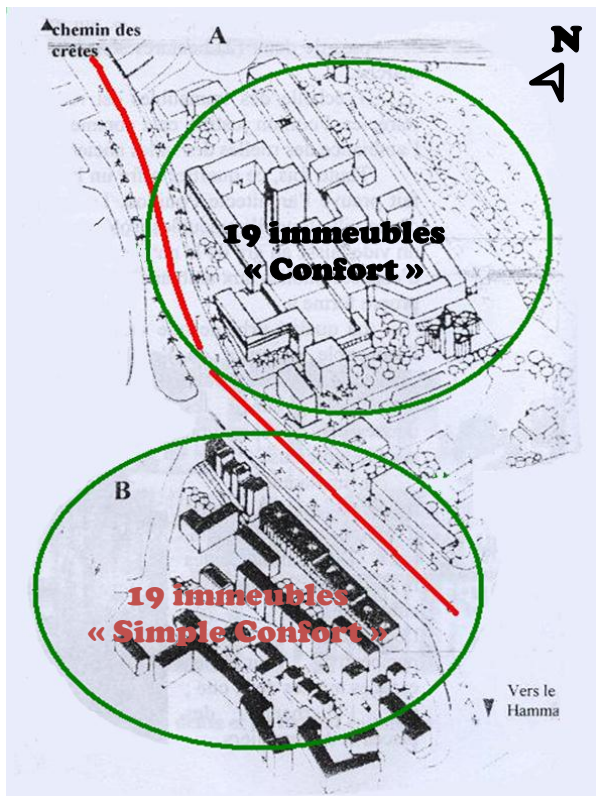 chemin des
crêtes
A
N
19 immeubles
« Confort »
B
19 immeubles
« Simple Confort »
Vers le
Hamma